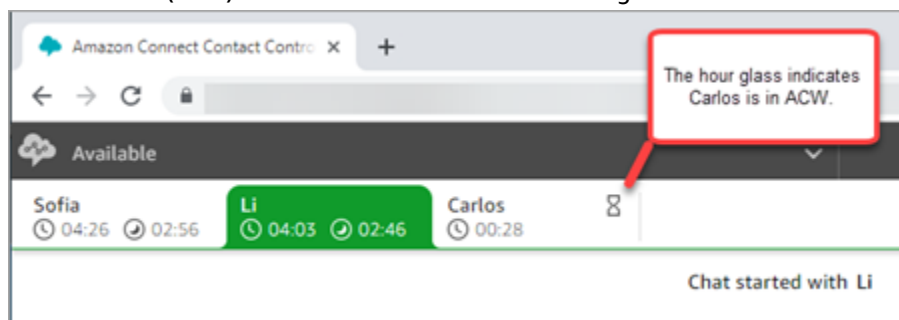 Amazon Connect Contact Contro
The hour glass indicates
Carlos is in ACW.
Available
Sofia
04:26 02:56
Li
04:03 02:46
Carlos
00:28
Chat started with Li